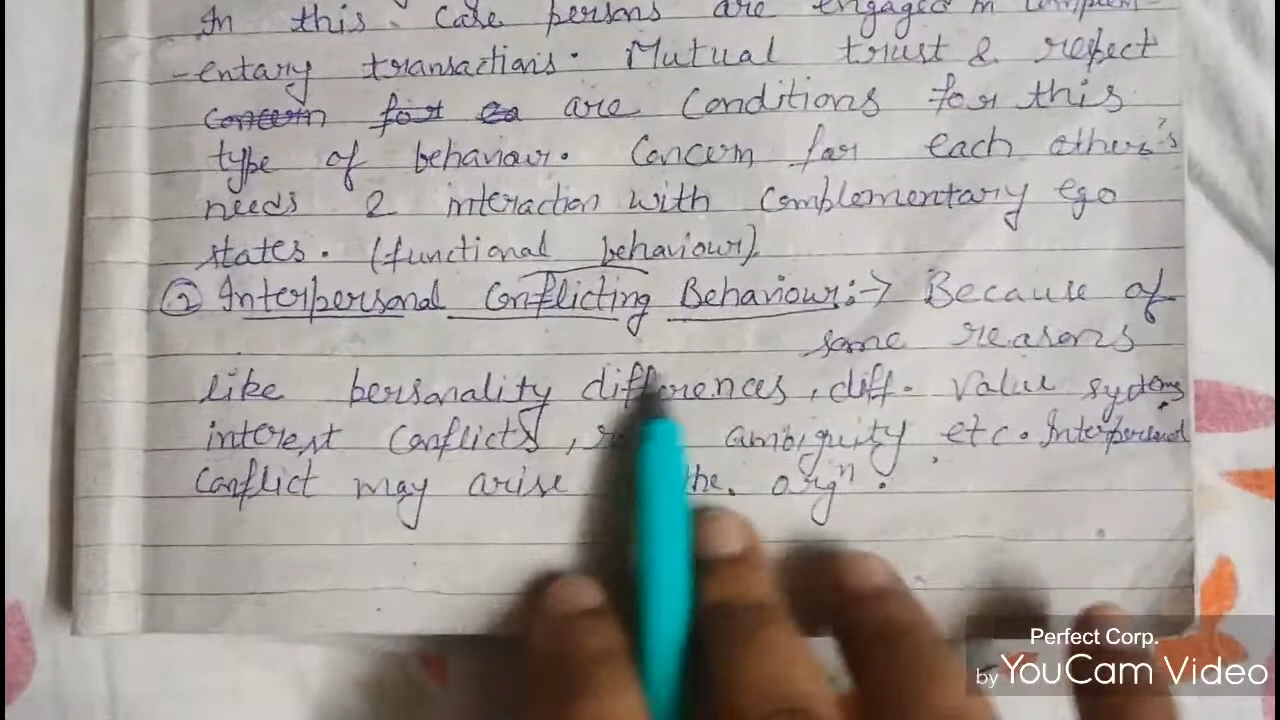 In this case persons are engaged in complem-
-entary transactions. Mutual trust & respect
are conditions for this
type of behaviour. Concern for each other's
needs & interaction with complementary ego
states. (functional behaviour).
② Interpersonal Conflicting Behaviour:→ Because of
some reasons
like personality differences, diff. value systems
interest conflicts, ambiguity etc. Interpersonal
conflict may arise the orgⁿ.
Perfect Corp.
by YouCam Video